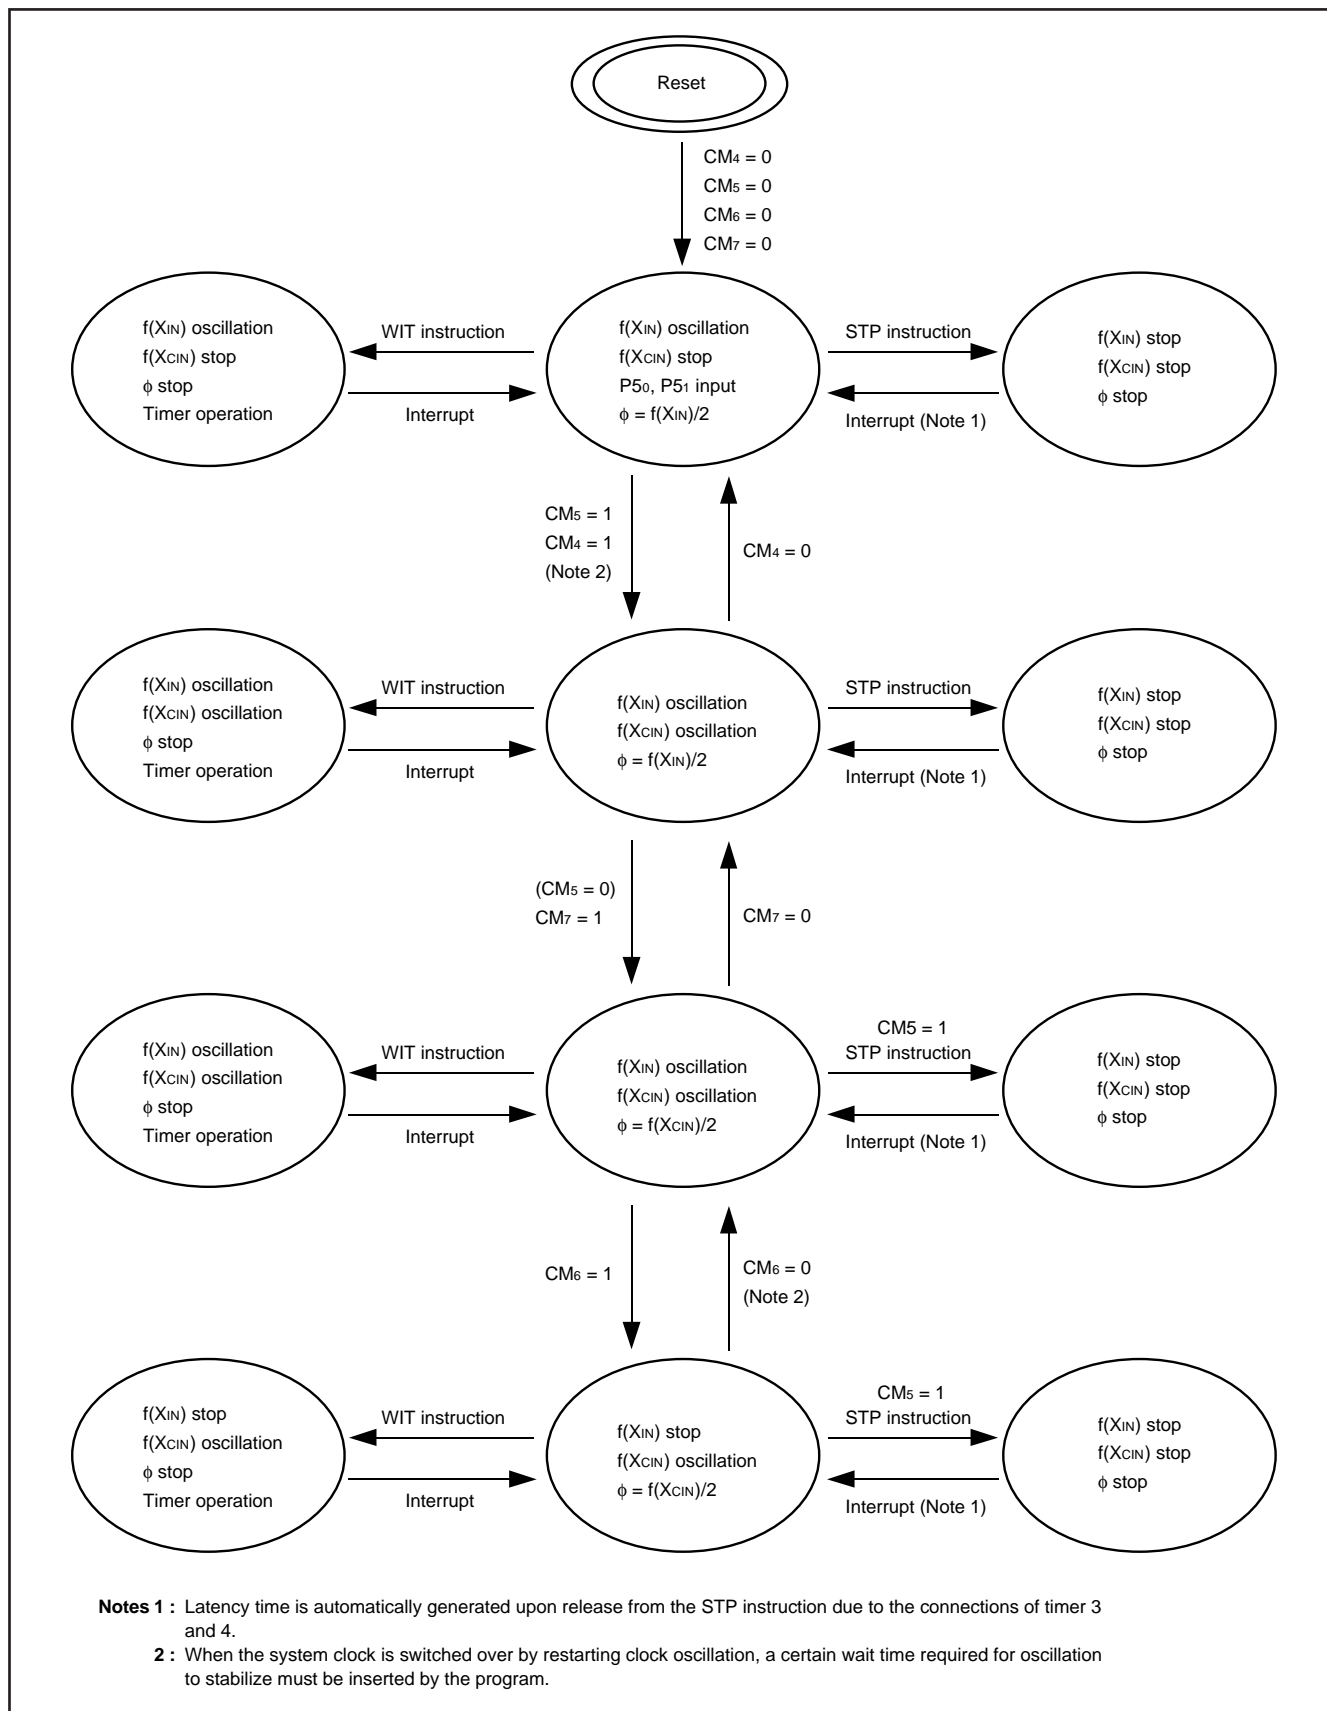 Reset
CM4 = 0
CM5 = 0
CM6 = 0
CM7 = 0
f(XIN) oscillation
f(XCIN) stop
φ stop
Timer operation
WIT instruction
Interrupt
f(XIN) oscillation
f(XCIN) stop
P50, P51 input
φ = f(XIN)/2
STP instruction
Interrupt (Note 1)
f(XIN) stop
f(XCIN) stop
φ stop
CM5 = 1
CM4 = 1
(Note 2)
CM4 = 0
f(XIN) oscillation
f(XCIN) oscillation
φ stop
Timer operation
WIT instruction
Interrupt
f(XIN) oscillation
f(XCIN) oscillation
φ = f(XIN)/2
STP instruction
Interrupt (Note 1)
f(XIN) stop
f(XCIN) stop
φ stop
(CM5 = 0)
CM7 = 1
CM7 = 0
f(XIN) oscillation
f(XCIN) oscillation
φ stop
Timer operation
WIT instruction
Interrupt
f(XIN) oscillation
f(XCIN) oscillation
φ = f(XCIN)/2
CM5 = 1
STP instruction
Interrupt (Note 1)
f(XIN) stop
f(XCIN) stop
φ stop
CM6 = 1
CM6 = 0
(Note 2)
f(XIN) stop
f(XCIN) oscillation
φ stop
Timer operation
WIT instruction
Interrupt
f(XIN) stop
f(XCIN) oscillation
φ = f(XCIN)/2
CM5 = 1
STP instruction
Interrupt (Note 1)
f(XIN) stop
f(XCIN) stop
φ stop
Notes 1 : Latency time is automatically generated upon release from the STP instruction due to the connections of timer 3
and 4.
2 : When the system clock is switched over by restarting clock oscillation, a certain wait time required for oscillation
to stabilize must be inserted by the program.